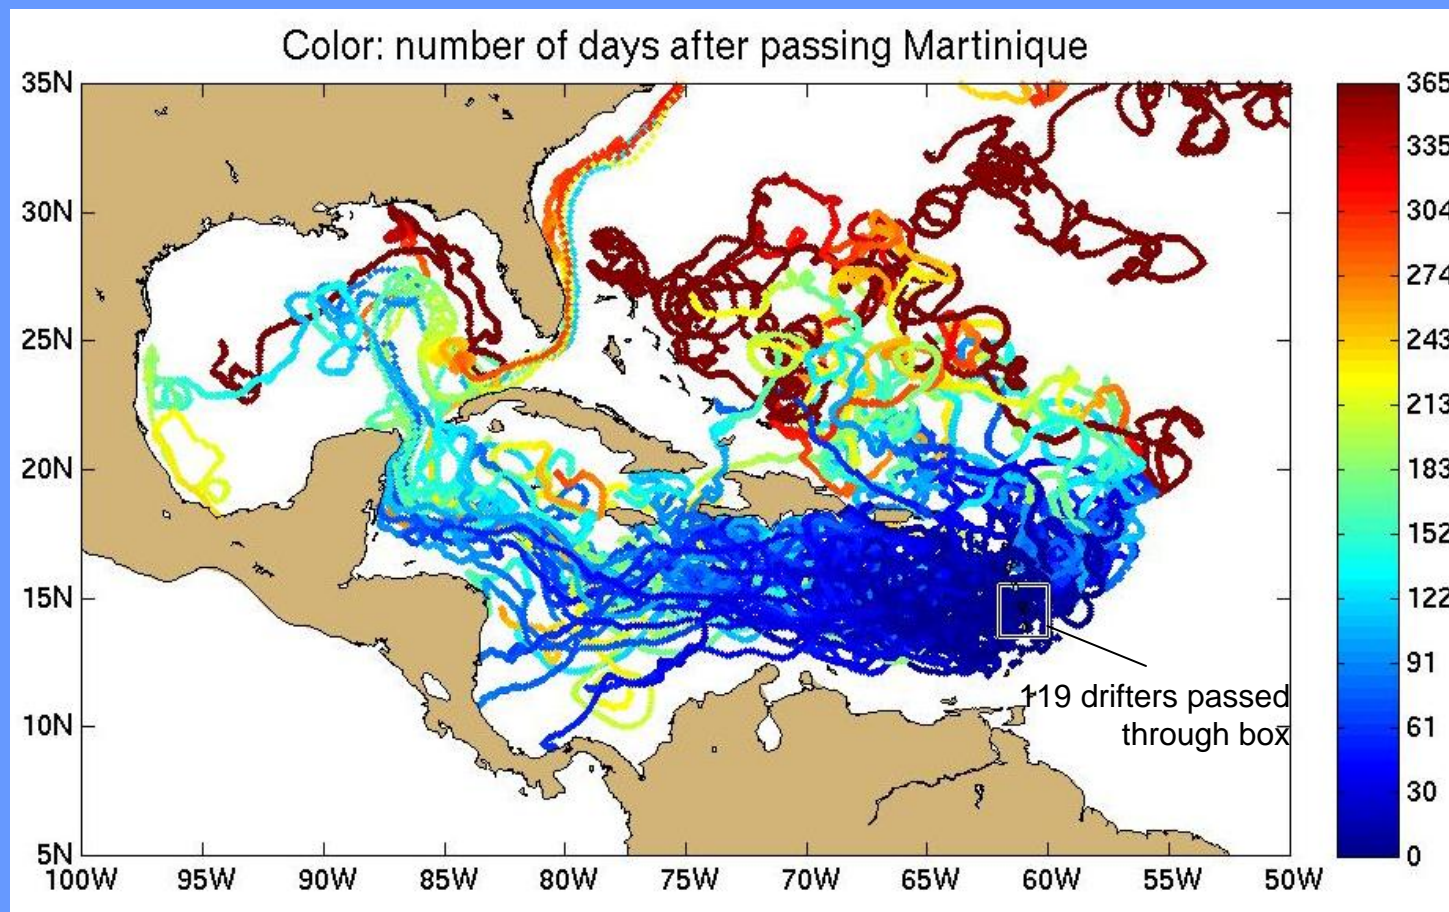 Color: number of days after passing Martinique
35N
30N
25N
20N
15N
10N
5N
100W 95W 90W 85W 80W 75W 70W 65W 60W 55W 50W
119 drifters passed
through box
365
335
304
274
243
213
183
152
122
91
61
30
0